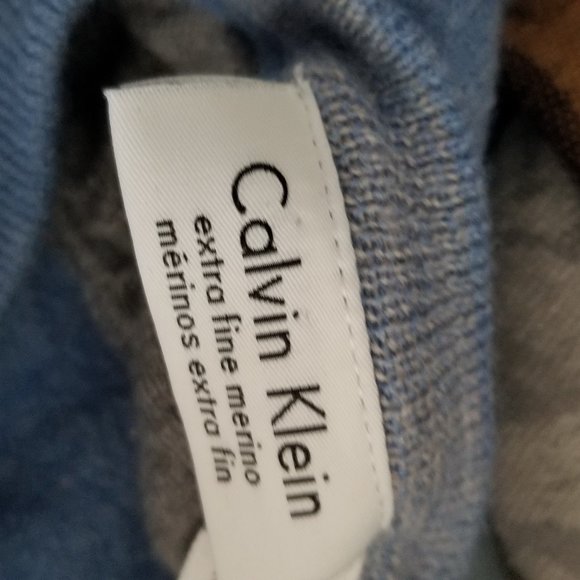 Calvin Klein
extra fine merino
mérinos extra fin